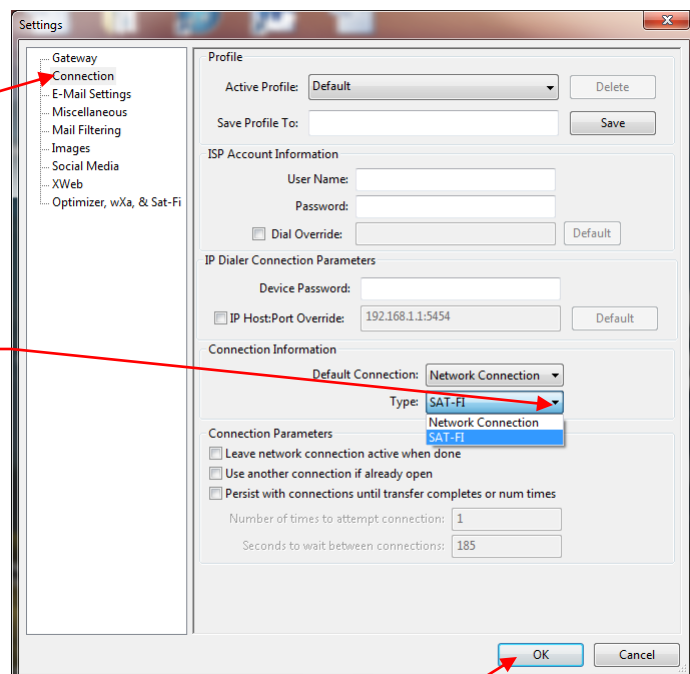 Settings
Gateway
Connection
E-Mail Settings
Miscellaneous
Mail Filtering
Images
Social Media
XWeb
Optimizer, wXa, & Sat-Fi
Profile
Active Profile: Default Delete
Save Profile To: Save
ISP Account Information
User Name:
Password:
Dial Override: Default
IP Dialer Connection Parameters
Device Password:
IP Host:Port Override: 192.168.1.1:5454 Default
Connection Information
Default Connection: Network Connection
Type: SAT-FI
Network Connection
SAT-FI
Connection Parameters
Leave network connection active when done
Use another connection if already open
Persist with connections until transfer completes or num times
Number of times to attempt connection: 1
Seconds to wait between connections: 185
OK Cancel